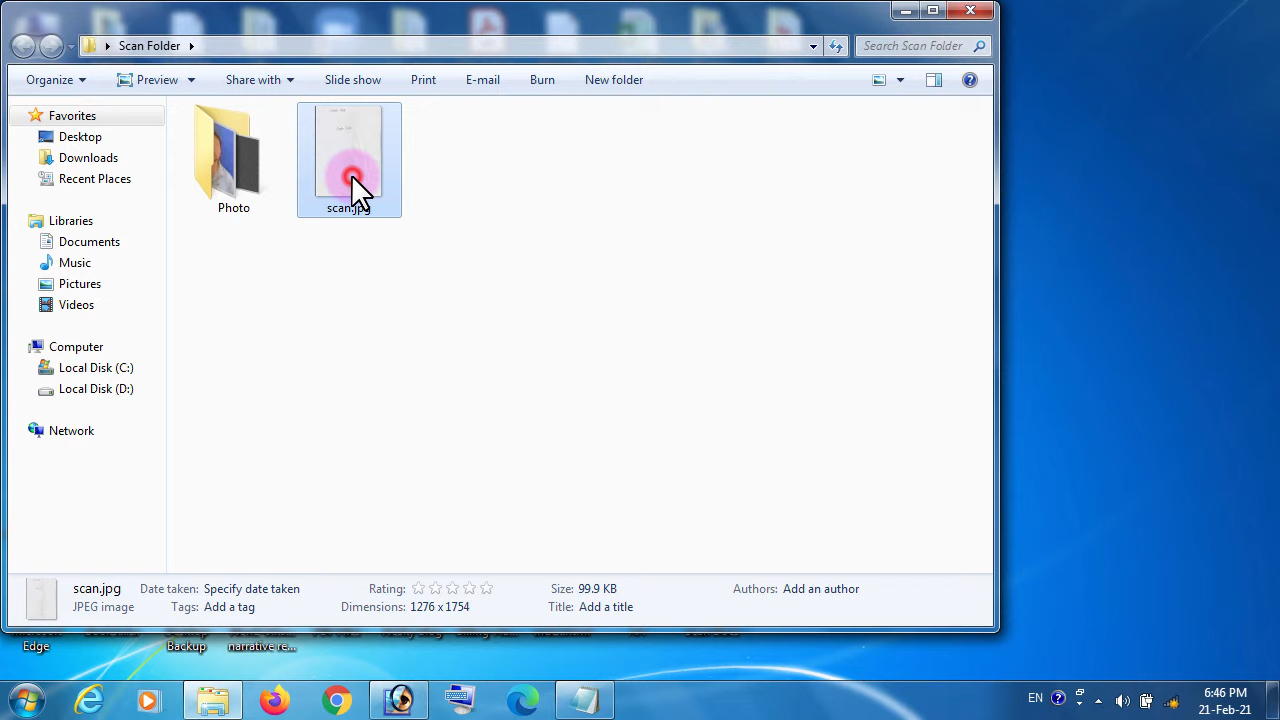 Scan Folder
Search Scan Folder
Organize Preview Share with Slide show Print E-mail Burn New folder
Favorites
Desktop
Downloads
Recent Places
Libraries
Documents
Music
Pictures
Videos
Computer
Local Disk (C:)
Local Disk (D:)
Network
Photo
scan.jpg
scan.jpg Date taken: Specify date taken Rating: Size: 99.9 KB Authors: Add an author
JPEG image Tags: Add a tag Dimensions: 1276 x 1754 Title: Add a title
Edge Backup narrative re...
EN 6:46 PM
21-Feb-21